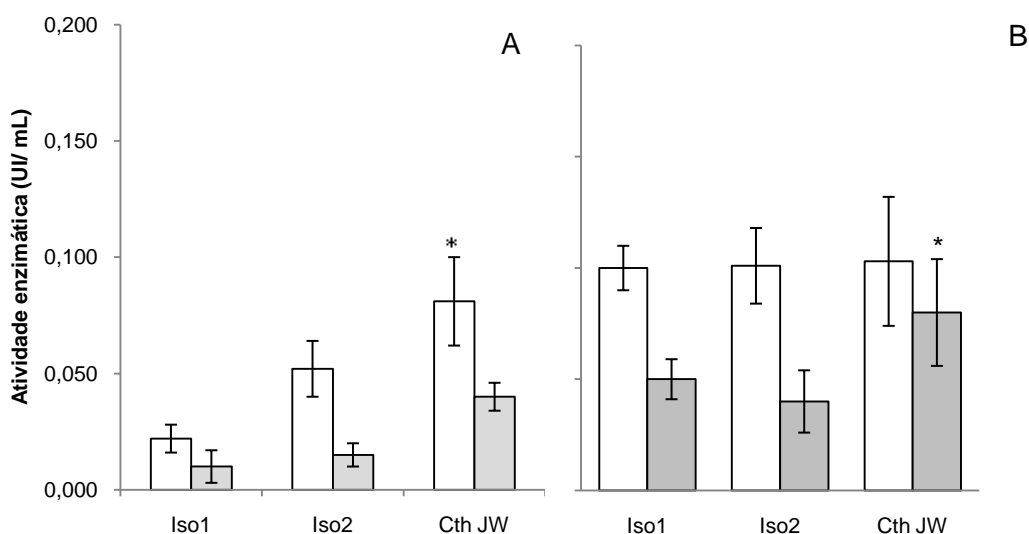 Atividade enzimática (UI/ mL)
0,200
0,150
0,100
0,050
0,000
A
*
Iso1 Iso2 Cth JW
B
*
Iso1 Iso2 Cth JW